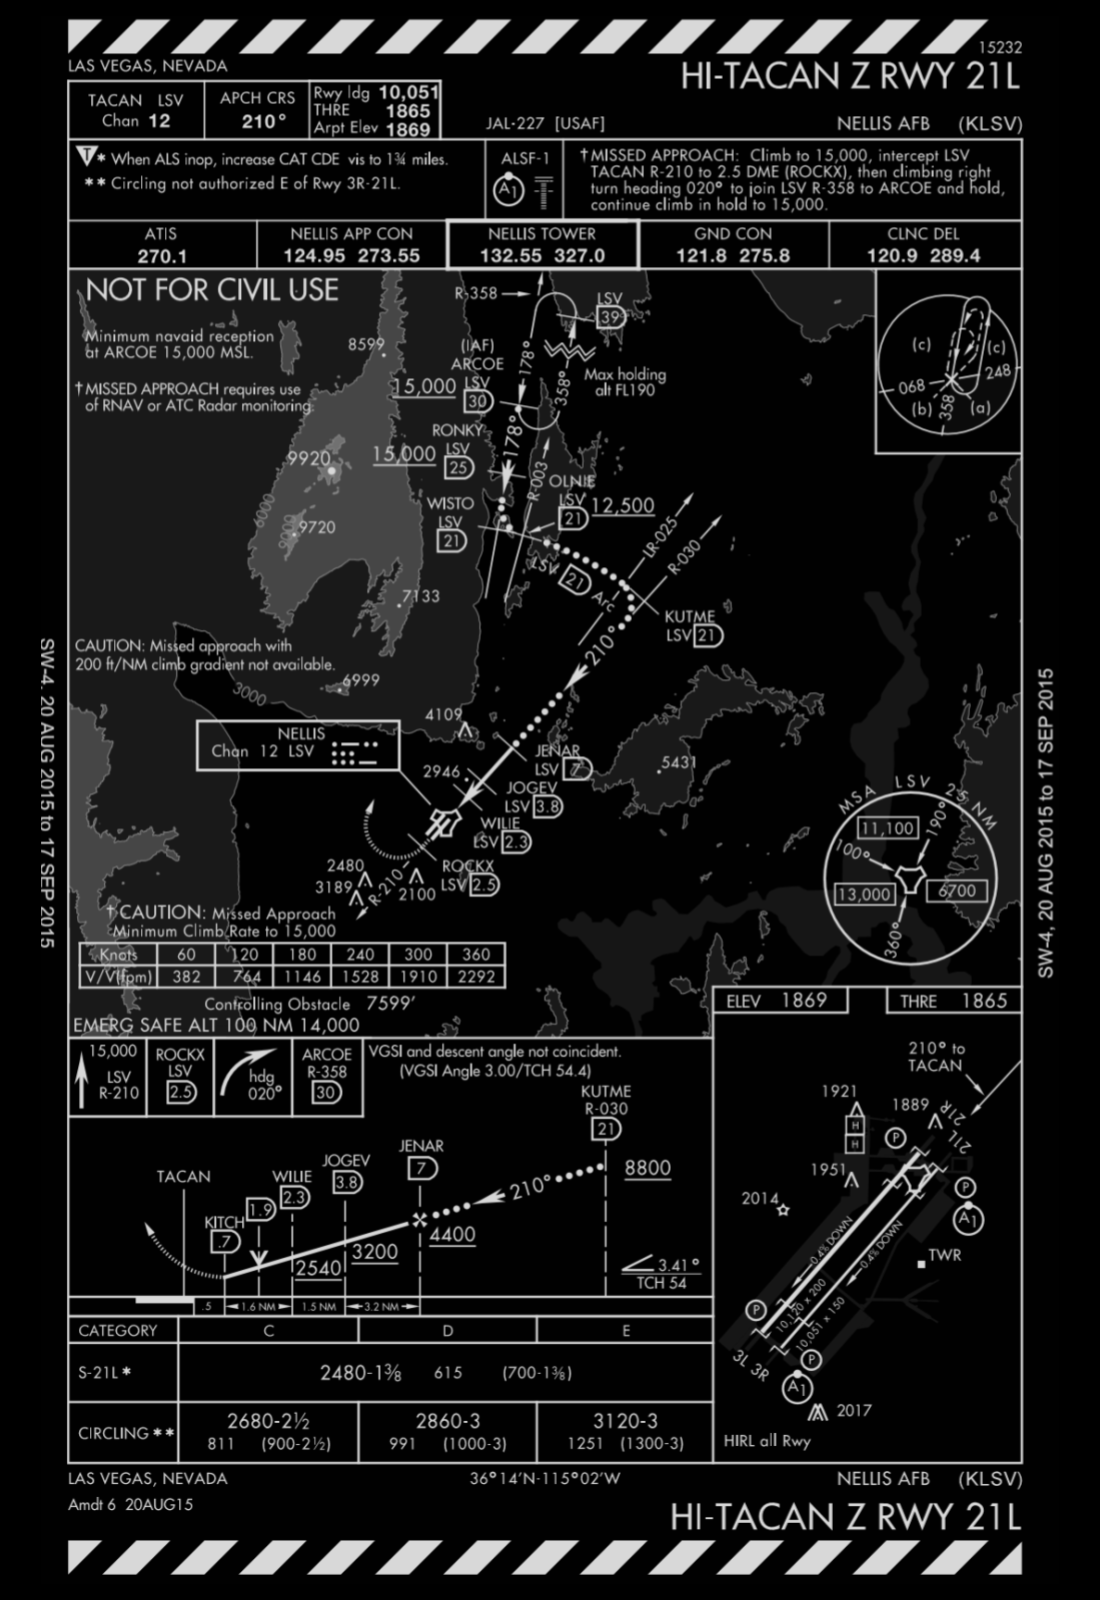 15232
LAS VEGAS, NEVADA
HI-TACAN Z RWY 21L
TACAN LSV
Chan 12
APCH CRS
210°
Rwy ldg 10,051
THRE 1865
Arpt Elev 1869
JAL-227 [USAF]
NELLIS AFB (KLSV)
T* When ALS inop, increase CAT CDE vis to 1¾ miles.
** Circling not authorized E of Rwy 3R-21L.
ALSF-1
A1
†MISSED APPROACH: Climb to 15,000, intercept LSV
TACAN R-210 to 2.5 DME (ROCKX), then climbing right
turn heading 020° to join LSV R-358 to ARCOE and hold,
continue climb in hold to 15,000.
ATIS
270.1
NELLIS APP CON
124.95 273.55
NELLIS TOWER
132.55 327.0
GND CON
121.8 275.8
CLNC DEL
120.9 289.4
NOT FOR CIVIL USE
Minimum navaid reception
at ARCOE 15,000 MSL.
†MISSED APPROACH requires use
of RNAV or ATC Radar monitoring.
R-358
LSV
39
8599
(IAF)
ARCOE
LSV
30
15,000
178°
358°
Max holding
alt FL190
(c)
(c)
068
248
(b)
358
(a)
RONKY
LSV
25
15,000
178°
9920
R-003
OLNIE
LSV
21
12,500
WISTO
LSV
21
6000
9000
9720
LR-025
R-030
LSV 21 Arc
7133
KUTME
LSV 21
210°
CAUTION: Missed approach with
200 ft/NM climb gradient not available.
3000
6999
4109
NELLIS
Chan 12 LSV
JENAR
LSV 7
5431
2946
JOGEV
LSV 3.8
WILIE
LSV 2.3
MSA LSV 25 NM
11,100
190°
100°
13,000
6700
360°
2480
3189
R-210
2100
ROCKX
LSV 2.5
† CAUTION: Missed Approach
Minimum Climb Rate to 15,000
Knots 60 120 180 240 300 360
V/V(fpm) 382 764 1146 1528 1910 2292
Controlling Obstacle 7599'
EMERG SAFE ALT 100 NM 14,000
SW-4, 20 AUG 2015 to 17 SEP 2015
SW-4, 20 AUG 2015 to 17 SEP 2015
15,000
LSV
R-210
ROCKX
LSV
2.5
hdg
020°
ARCOE
R-358
30
VGSI and descent angle not coincident.
(VGSI Angle 3.00/TCH 54.4)
KUTME
R-030
21
8800
JENAR
7
210°
4400
JOGEV
3.8
3200
WILIE
2.3
2540
1.9
TACAN
KITCH
.7
3.41°
TCH 54
.5
1.6 NM
1.5 NM
3.2 NM
ELEV 1869
THRE 1865
210° to
TACAN
1921
1889
21R
21L
H
H
P
1951
P
A1
2014
0.4% DOWN
0.4% DOWN
TWR
10,120 x 200
10,051 x 150
P
3L 3R
P
A1
2017
HIRL all Rwy
CATEGORY C D E
S-21L* 2480-1⅜ 615 (700-1⅜)
CIRCLING** 2680-2½ 2860-3 3120-3
811 (900-2½) 991 (1000-3) 1251 (1300-3)
LAS VEGAS, NEVADA
36°14'N-115°02'W
NELLIS AFB (KLSV)
Amdt 6 20AUG15
HI-TACAN Z RWY 21L